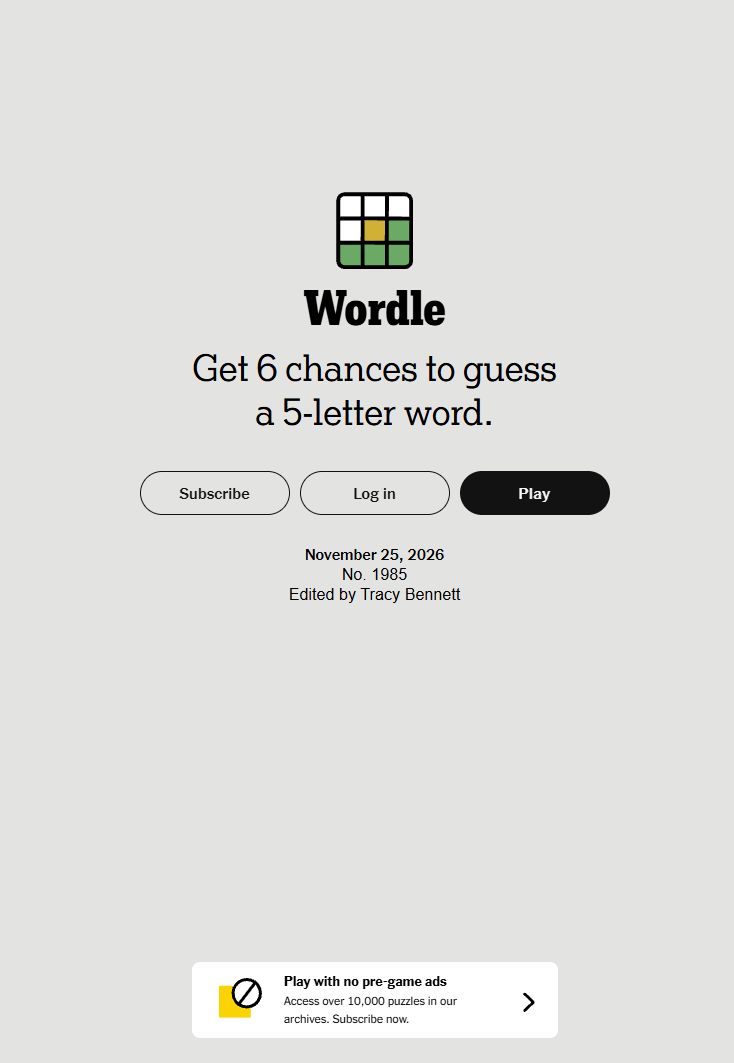 Wordle
Get 6 chances to guess
a 5-letter word.
Subscribe
Log in
Play
November 25, 2026
No. 1985
Edited by Tracy Bennett
Play with no pre-game ads
Access over 10,000 puzzles in our
archives. Subscribe now.